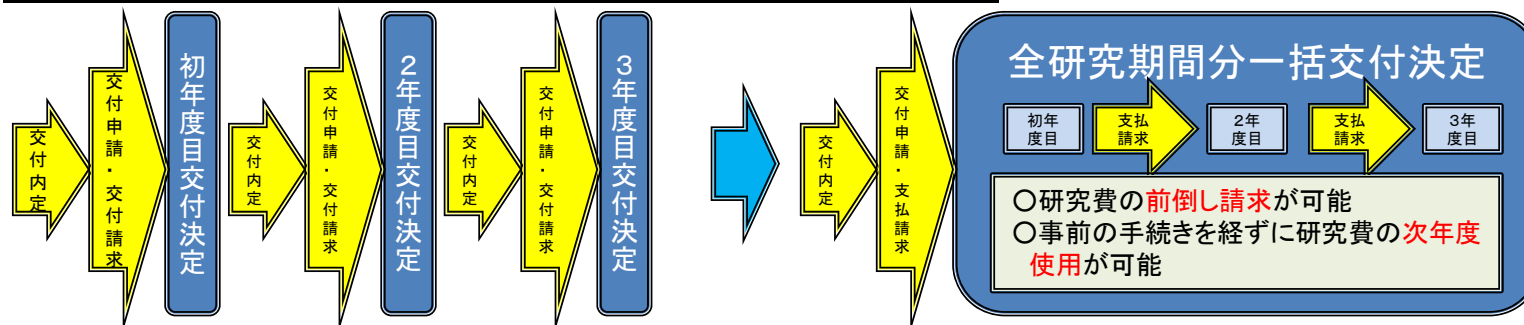 交付内定
交付申請・交付請求
初年度目交付決定
交付内定
交付申請・交付請求
２年度目交付決定
交付内定
交付申請・交付請求
３年度目交付決定
交付内定
交付申請・支払請求
全研究期間分一括交付決定
初年
度目
支払
請求
2年
度目
支払
請求
3年
度目
○研究費の前倒し請求が可能
○事前の手続きを経ずに研究費の次年度
使用が可能